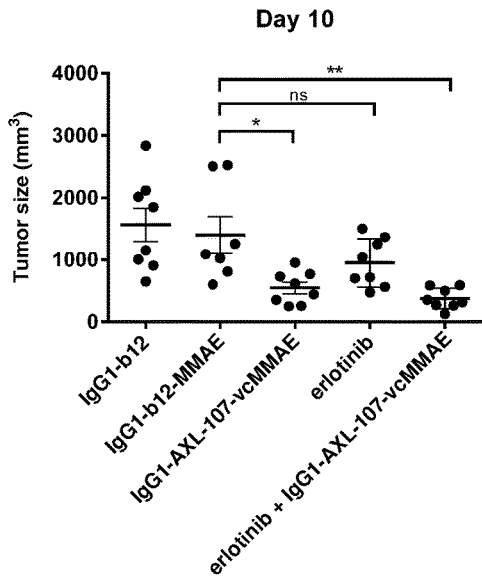 Day 10
Tumor size (mm³)
4000
3000
2000
1000
0
**
ns
*
IgG1-b12
IgG1-b12-MMAE
IgG1-AXL-107-vcMMAE
erlotinib
erlotinib + IgG1-AXL-107-vcMMAE